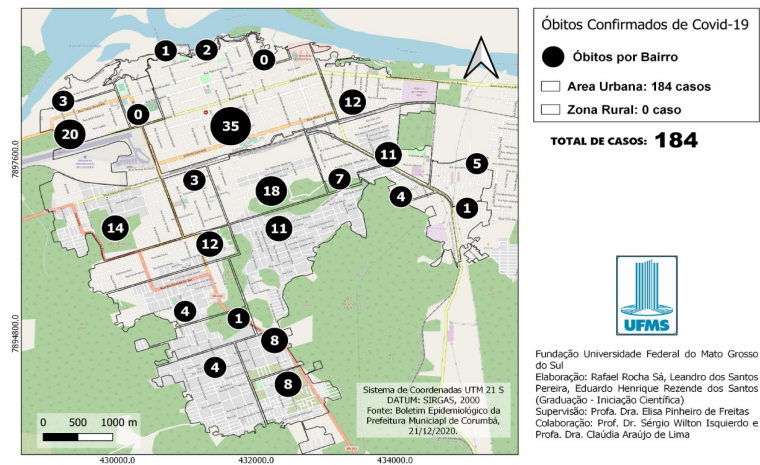 1
2
0
3
0
20
35
12
11
5
3
18
7
4
1
14
11
12
4
1
8
4
8
7897600.0
7894800.0
0 500 1000 m
430000.0 432000.0 434000.0
Sistema de Coordenadas UTM 21 S
DATUM: SIRGAS, 2000
Fonte: Boletim Epidemiológico da
Prefeitura Municiapl de Corumbá,
21/12/2020.
Óbitos Confirmados de Covid-19
Óbitos por Bairro
Area Urbana: 184 casos
Zona Rural: 0 caso
TOTAL DE CASOS: 184
UFMS
Fundação Universidade Federal do Mato Grosso
do Sul
Elaboração: Rafael Rocha Sá, Leandro dos Santos
Pereira, Eduardo Henrique Rezende dos Santos
(Graduação - Iniciação Científica)
Supervisão: Profa. Dra. Elisa Pinheiro de Freitas
Colaboração: Prof. Dr. Sérgio Wilton Isquierdo e
Profa. Dra. Claúdia Araújo de Lima